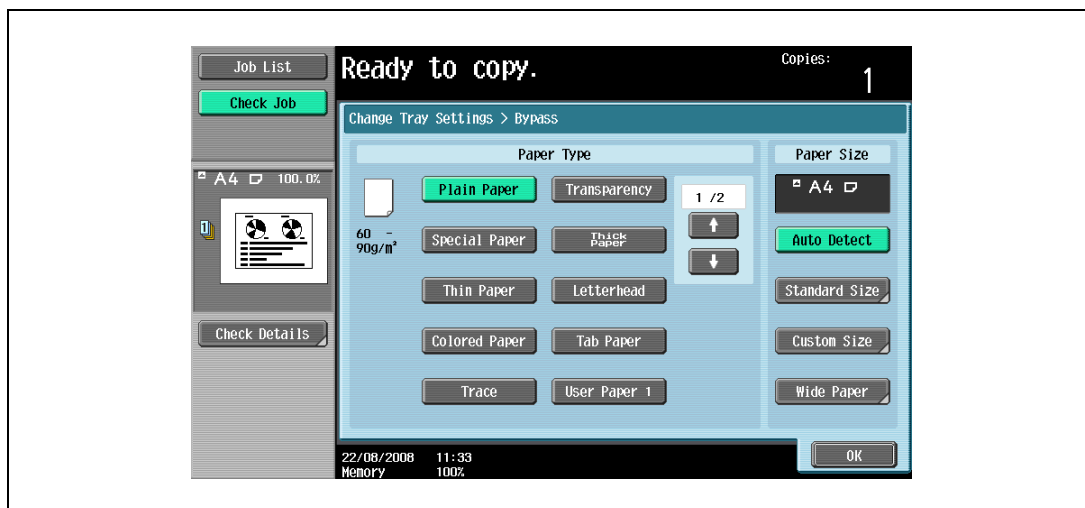 Job List
Check Job
Ready to copy.
Copies:
1
Change Tray Settings > Bypass
Paper Type
Paper Size
A4 100.0%
1
Plain Paper
Transparency
1 /2
A4
60 -
90g/m²
Special Paper
Thick
Paper
Auto Detect
Thin Paper
Letterhead
Standard Size
Check Details
Colored Paper
Tab Paper
Custom Size
Trace
User Paper 1
Wide Paper
22/08/2008 11:33
Memory 100%
OK